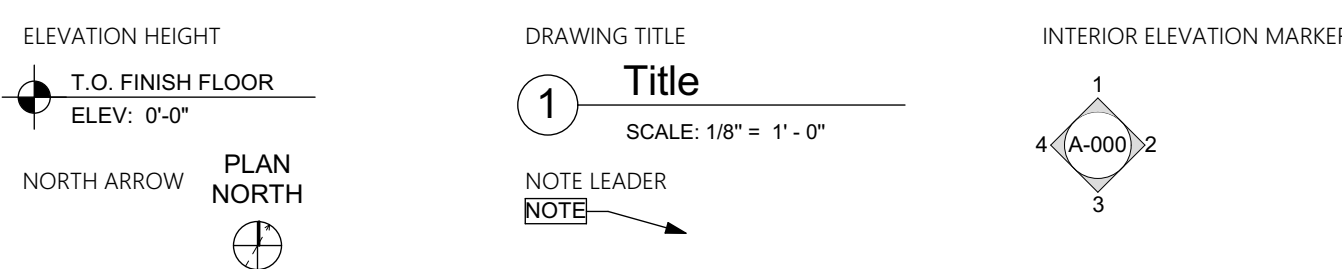 ELEVATION HEIGHT
T.O. FINISH FLOOR
ELEV: 0'-0"
NORTH ARROW
PLAN
NORTH
DRAWING TITLE
1
Title
SCALE: 1/8" = 1' - 0"
NOTE LEADER
NOTE
INTERIOR ELEVATION MARKER
1
4 A-000 2
3